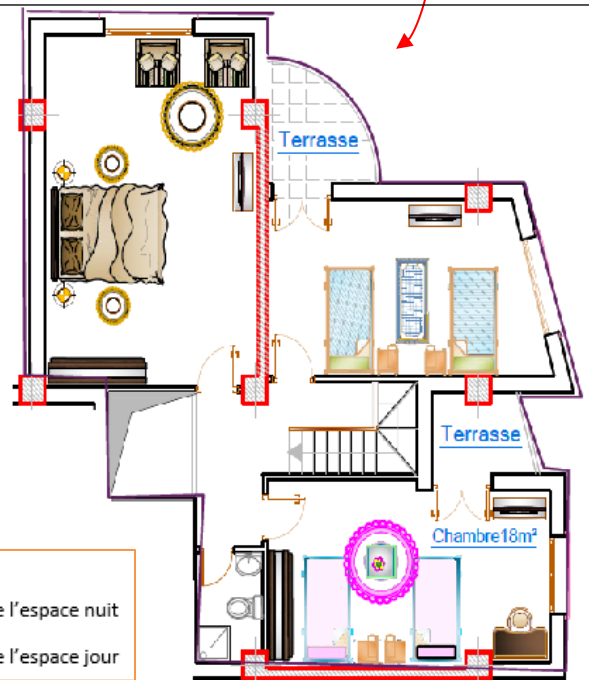 Terrasse
Terrasse
Chambre18m²
e l'espace nuit
e l'espace jour